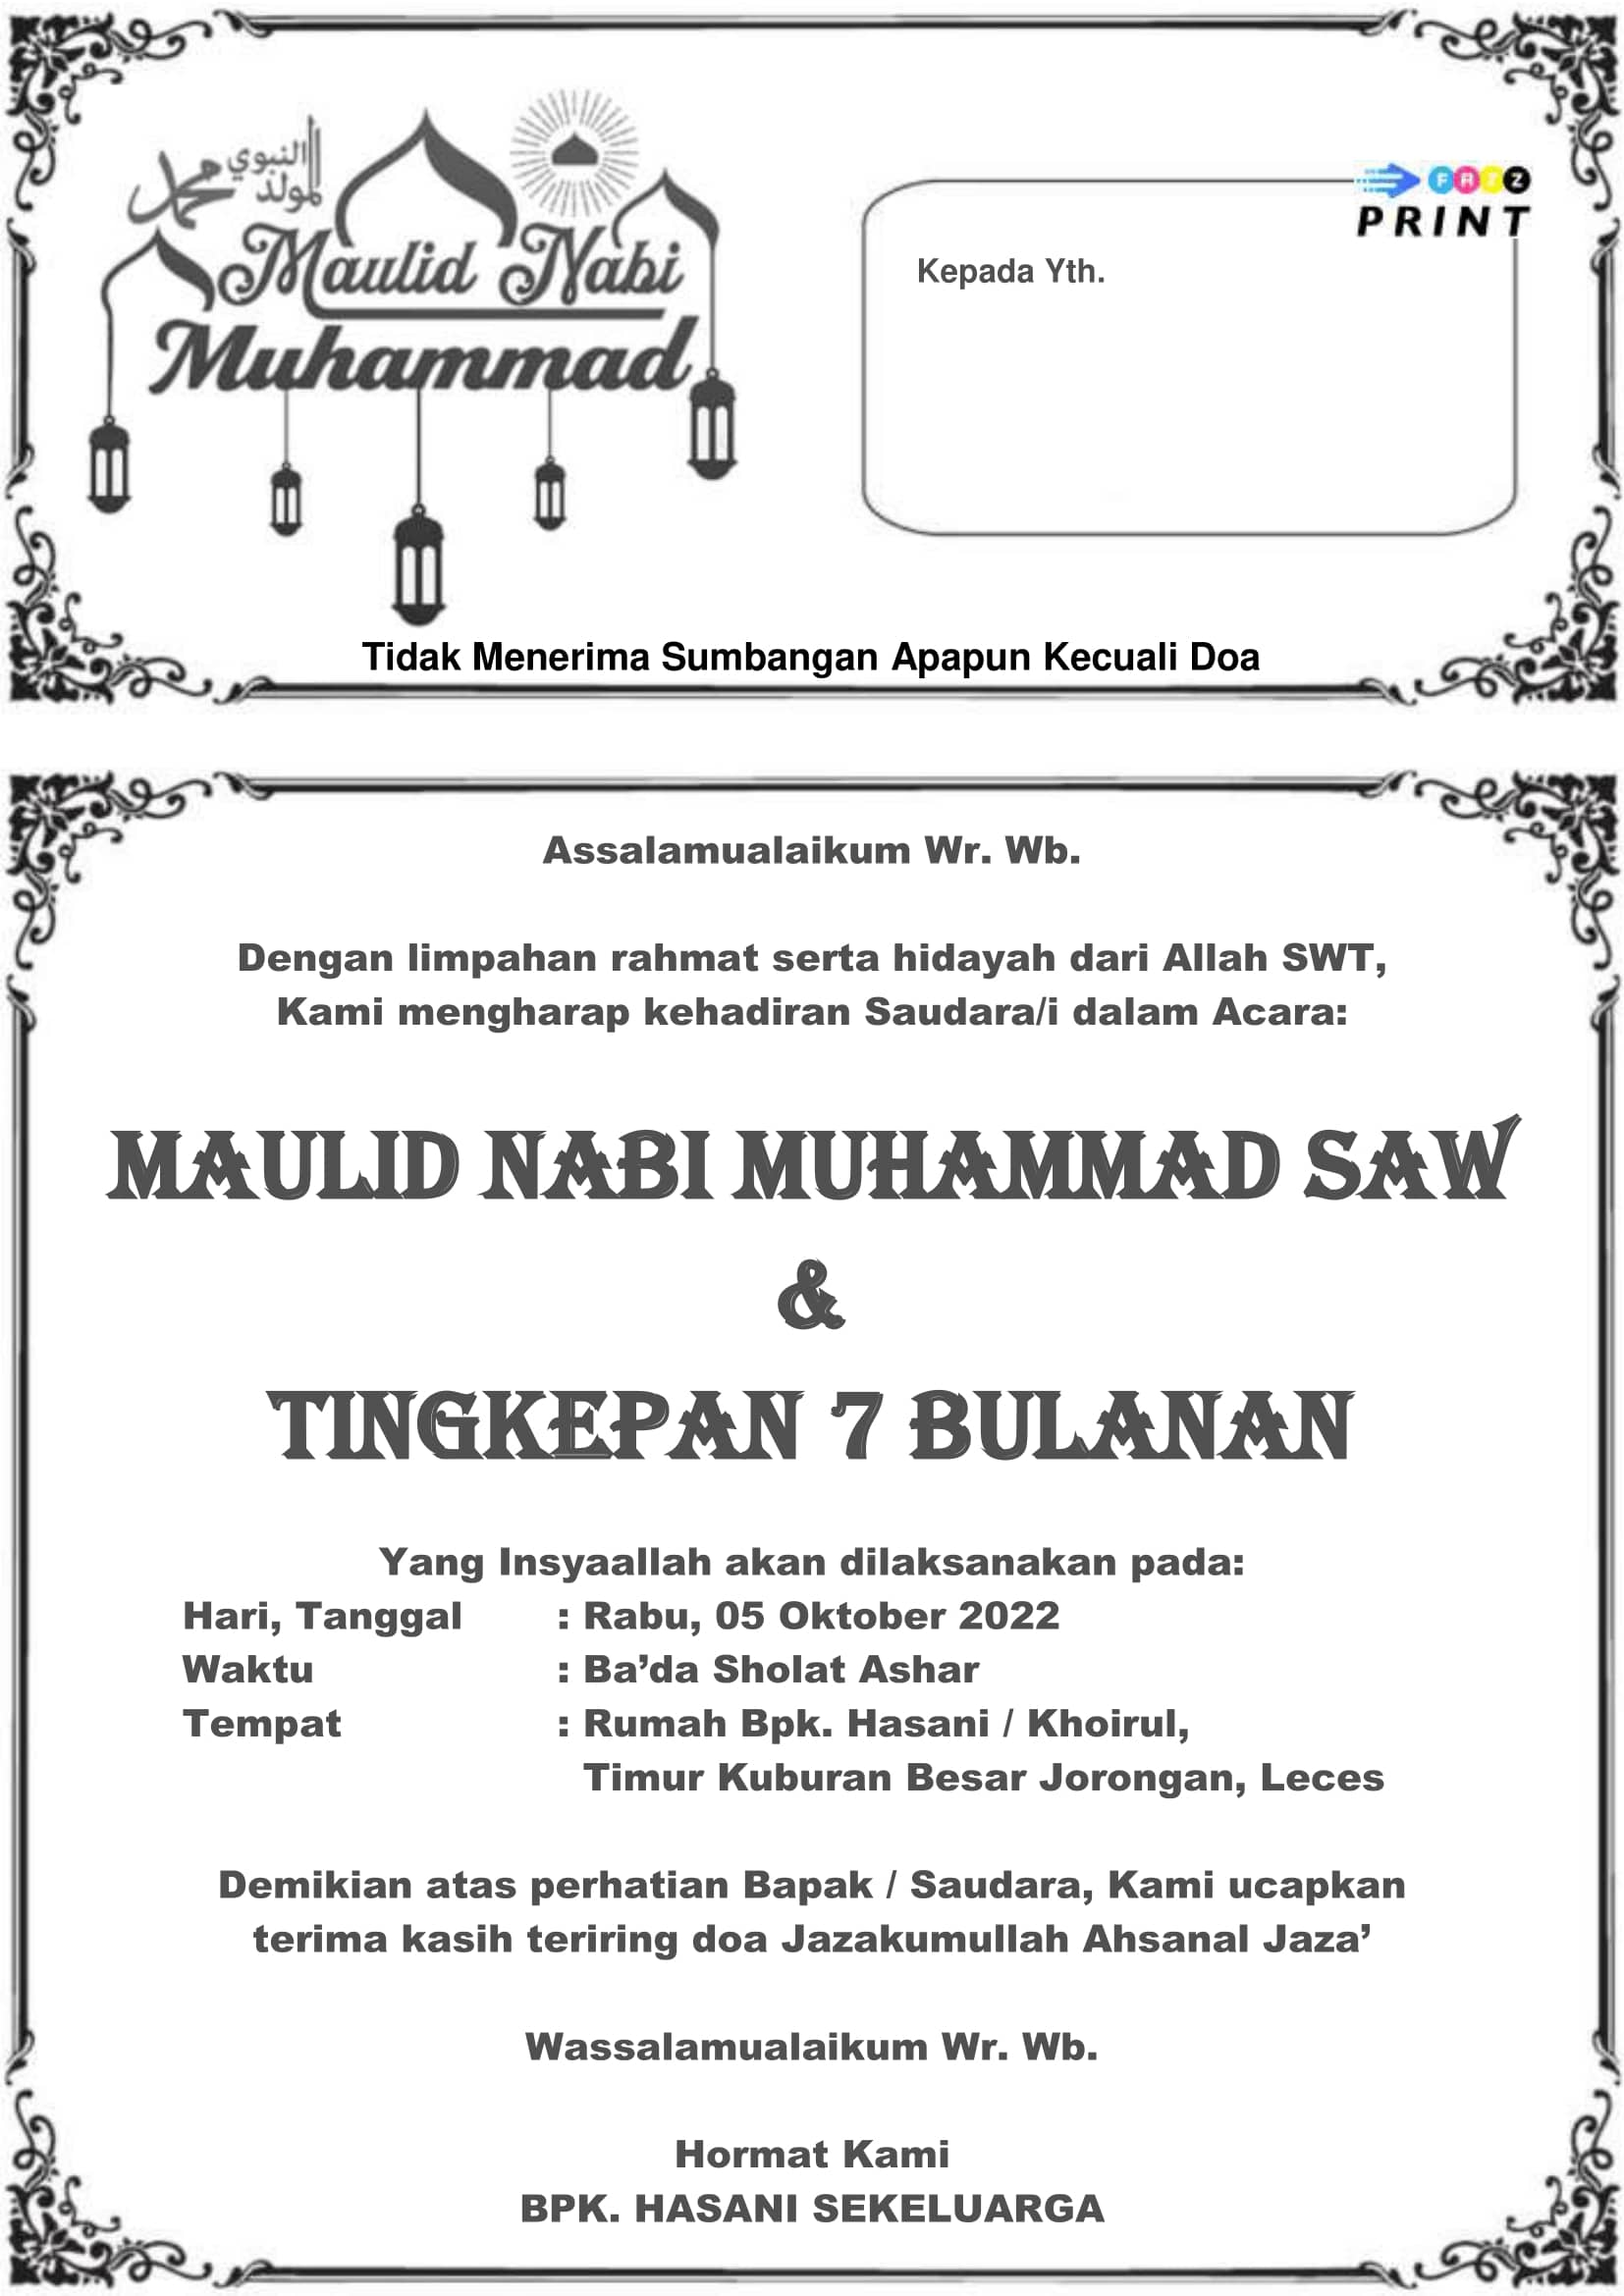 المولد النبوي
محمد
Maulid Nabi
Muhammad
FAZZ
PRINT
Kepada Yth.
Tidak Menerima Sumbangan Apapun Kecuali Doa
Assalamualaikum Wr. Wb.
Dengan limpahan rahmat serta hidayah dari Allah SWT,
Kami mengharap kehadiran Saudara/i dalam Acara:
MAULID NABI MUHAMMAD SAW
&
TINGKEPAN 7 BULANAN
Yang Insyaallah akan dilaksanakan pada:
Hari, Tanggal : Rabu, 05 Oktober 2022
Waktu : Ba’da Sholat Ashar
Tempat : Rumah Bpk. Hasani / Khoirul,
Timur Kuburan Besar Jorongan, Leces
Demikian atas perhatian Bapak / Saudara, Kami ucapkan
terima kasih teriring doa Jazakumullah Ahsanal Jaza’
Wassalamualaikum Wr. Wb.
Hormat Kami
BPK. HASANI SEKELUARGA